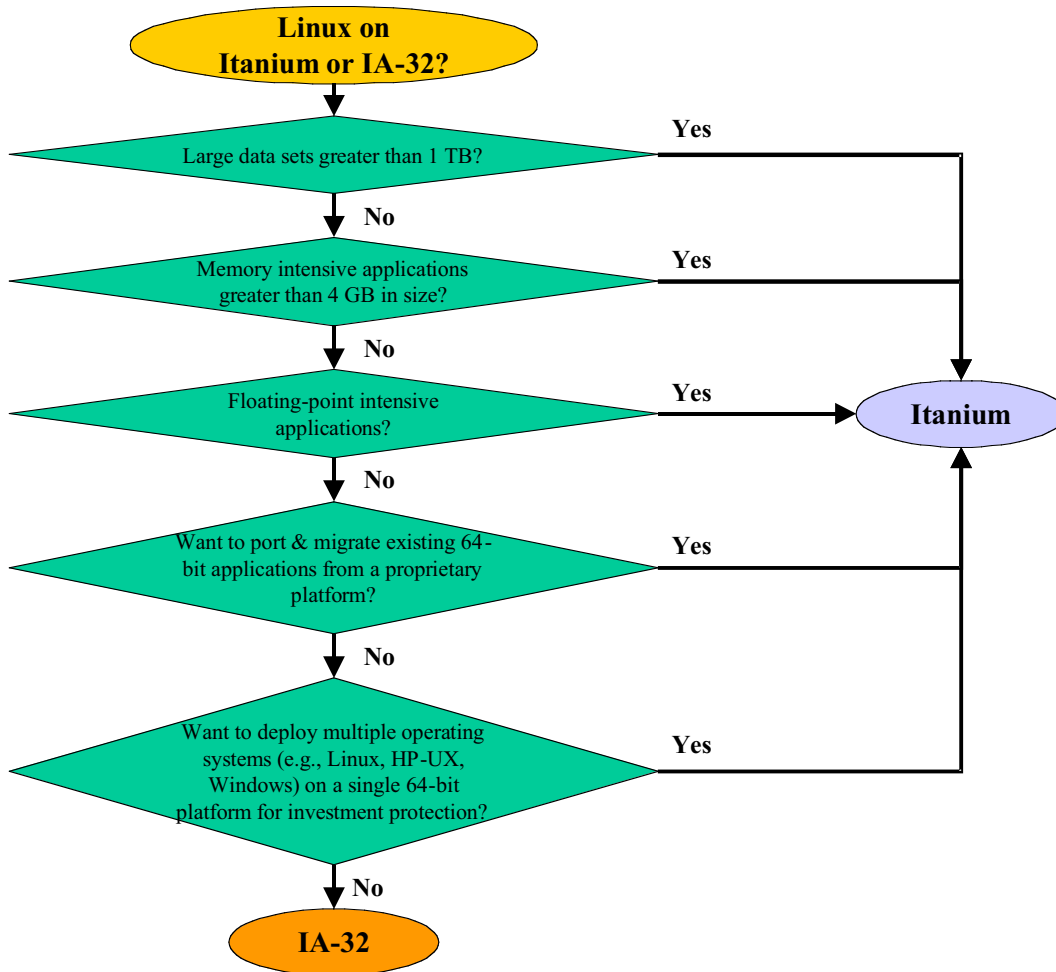 Linux on
Itanium or IA-32?
Yes
Large data sets greater than 1 TB?
No
Memory intensive applications
greater than 4 GB in size?
Yes
No
Floating-point intensive
applications?
Yes
Itanium
No
Want to port & migrate existing 64-
bit applications from a proprietary
platform?
Yes
No
Want to deploy multiple operating
systems (e.g., Linux, HP-UX,
Windows) on a single 64-bit
platform for investment protection?
Yes
No
IA-32